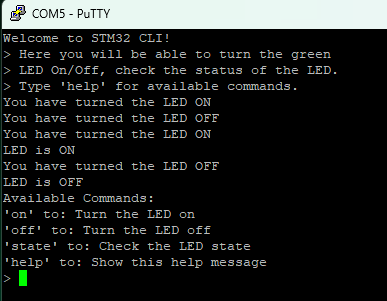 COM5 - PuTTY
Welcome to STM32 CLI!
> Here you will be able to turn the green
> LED On/Off, check the status of the LED.
> Type 'help' for available commands.
You have turned the LED ON
You have turned the LED OFF
You have turned the LED ON
LED is ON
You have turned the LED OFF
LED is OFF
Available Commands:
'on' to: Turn the LED on
'off' to: Turn the LED off
'state' to: Check the LED state
'help' to: Show this help message
>